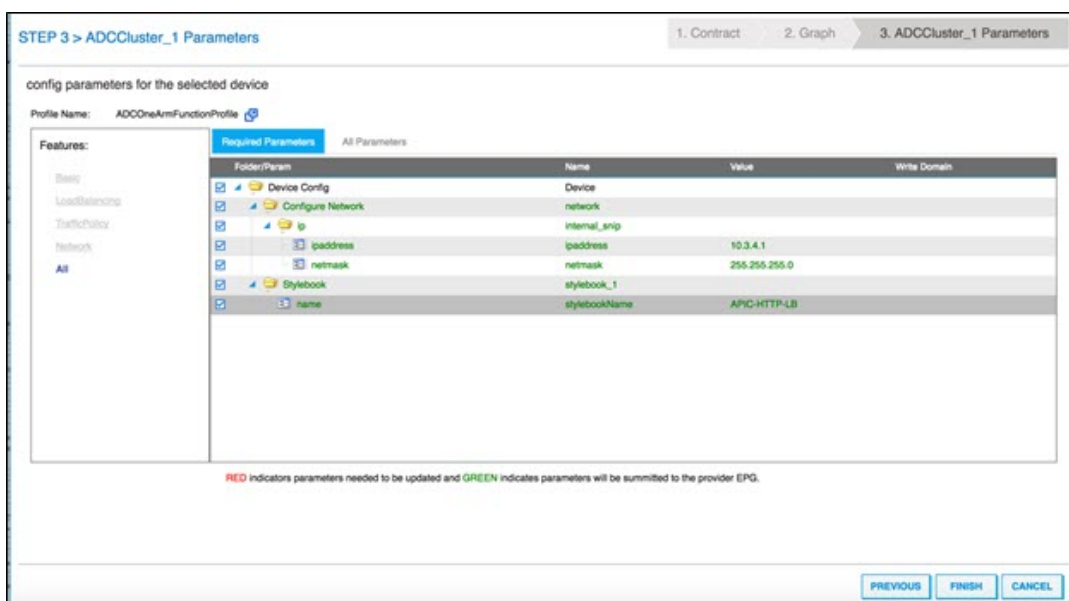 STEP 3 > ADCCluster_1 Parameters
1. Contract 2. Graph 3. ADCCluster_1 Parameters
config parameters for the selected device
Profile Name: ADCOneArmFunctionProfile
Features:
Basic
LoadBalancing
TrafficPolicy
Network
All
Required Parameters All Parameters
Folder/Param Name Value Write Domain
Device Config Device
Configure Network network
ip internal_snip
ipaddress ipaddress 10.3.4.1
netmask netmask 255.255.255.0
Stylebook stylebook_1
name stylebookName APIC-HTTP-LB
RED indicators parameters needed to be updated and GREEN indicates parameters will be summitted to the provider EPG.
PREVIOUS FINISH CANCEL